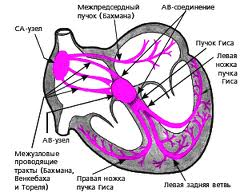 Межпредсердный
пучок (Бахмана)
АВ-соединение
СА-узел
Пучок Гиса
Левая
ножка
пучка
Гиса
АВ-узел
Межузловые
проводящие
тракты (Бахмана,
Венкебаха
и Тореля)
Правая ножка
пучка Гиса
Левая задняя ветвь